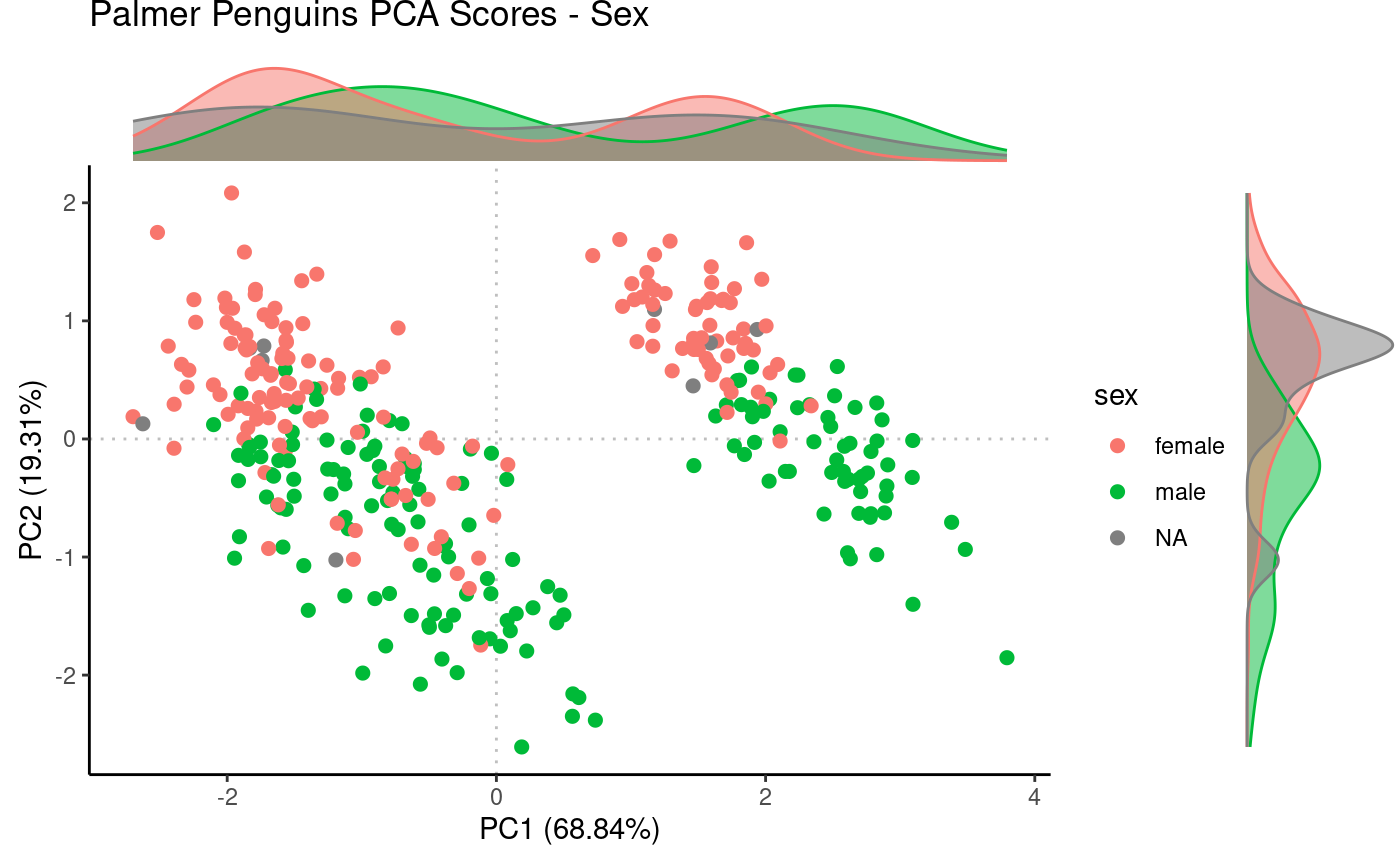 Palmer Penguins PCA Scores - Sex
2
1
0
-1
-2
PC2 (19.31%)
-2
0
2
4
PC1 (68.84%)
sex
female
male
NA